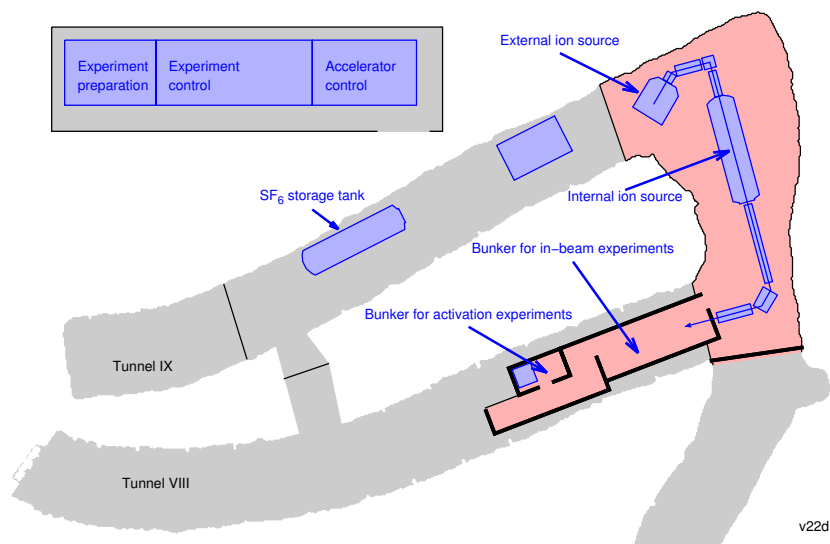 External ion source
Experiment
preparation
Experiment
control
Accelerator
control
SF6 storage tank
Internal ion source
Bunker for in−beam experiments
Bunker for activation experiments
Tunnel IX
Tunnel VIII
v22d